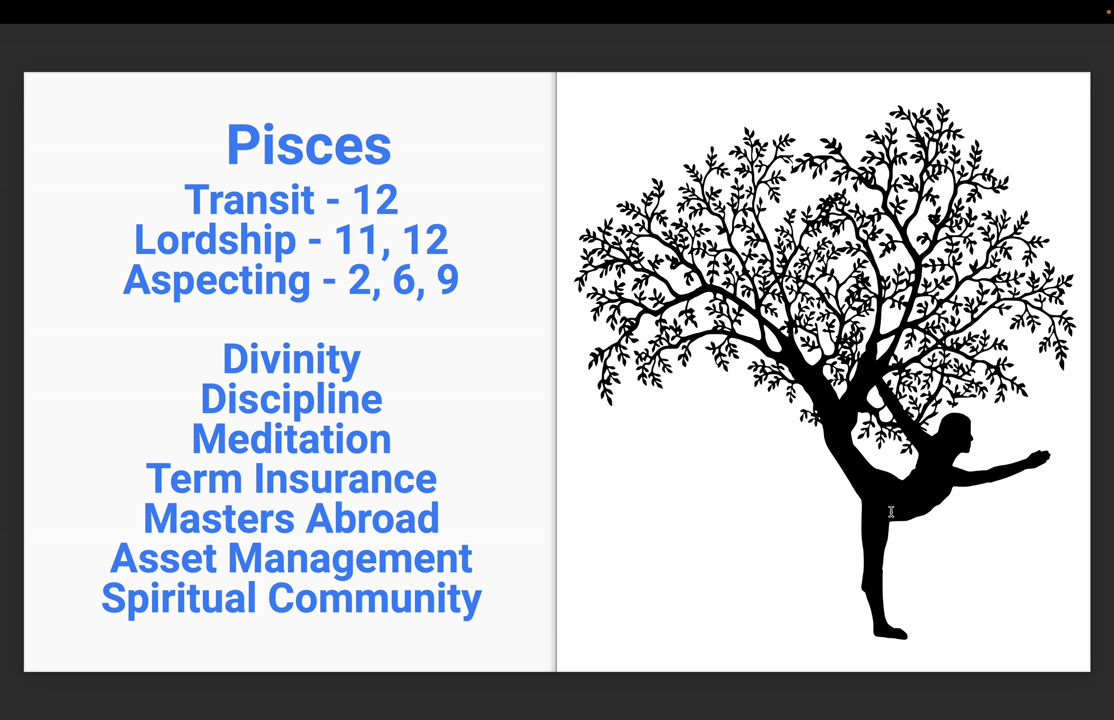 Pisces
Transit - 12
Lordship - 11, 12
Aspecting - 2, 6, 9
Divinity
Discipline
Meditation
Term Insurance
Masters Abroad
Asset Management
Spiritual Community